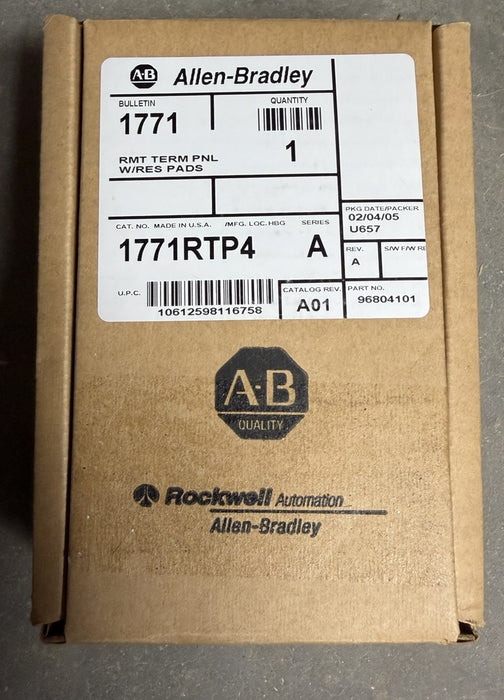 A-B Allen-Bradley
BULLETIN
QUANTITY
1771
1
RMT TERM PNL
W/RES PADS
PKG DATE/PACKER
02/04/05
U657
CAT. NO. MADE IN U.S.A. /MFG. LOC.HBG SERIES
1771RTP4 A
REV. S/W F/W RE
A
U.P.C.
10612598116758
CATALOG REV.
A01
PART NO.
96804101
A-B
QUALITY
Rockwell Automation
Allen-Bradley